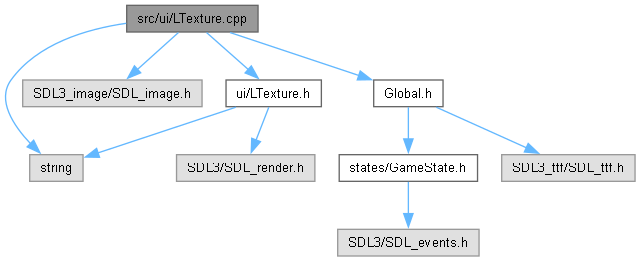 src/ui/LTexture.cpp
SDL3_image/SDL_image.h
ui/LTexture.h
Global.h
string
SDL3/SDL_render.h
states/GameState.h
SDL3_ttf/SDL_ttf.h
SDL3/SDL_events.h